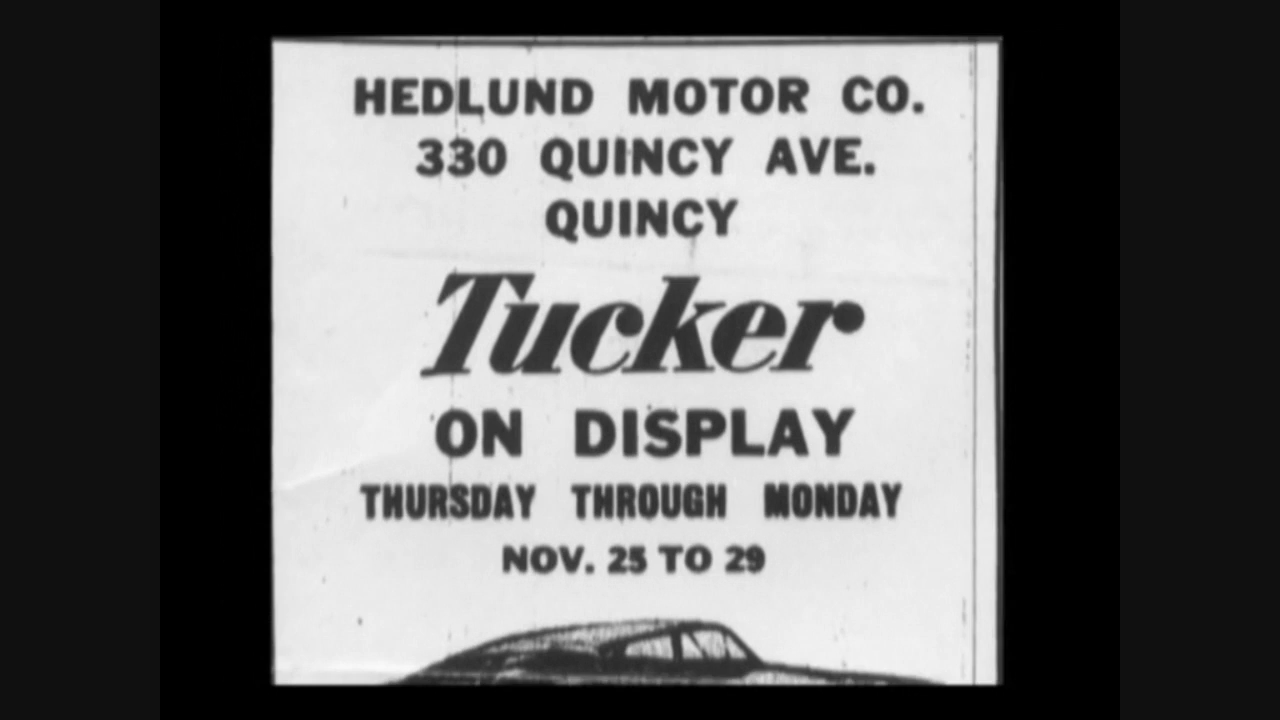 HEDLUND MOTOR CO.
330 QUINCY AVE.
QUINCY
Tucker
ON DISPLAY
THURSDAY THROUGH MONDAY
NOV. 25 TO 29